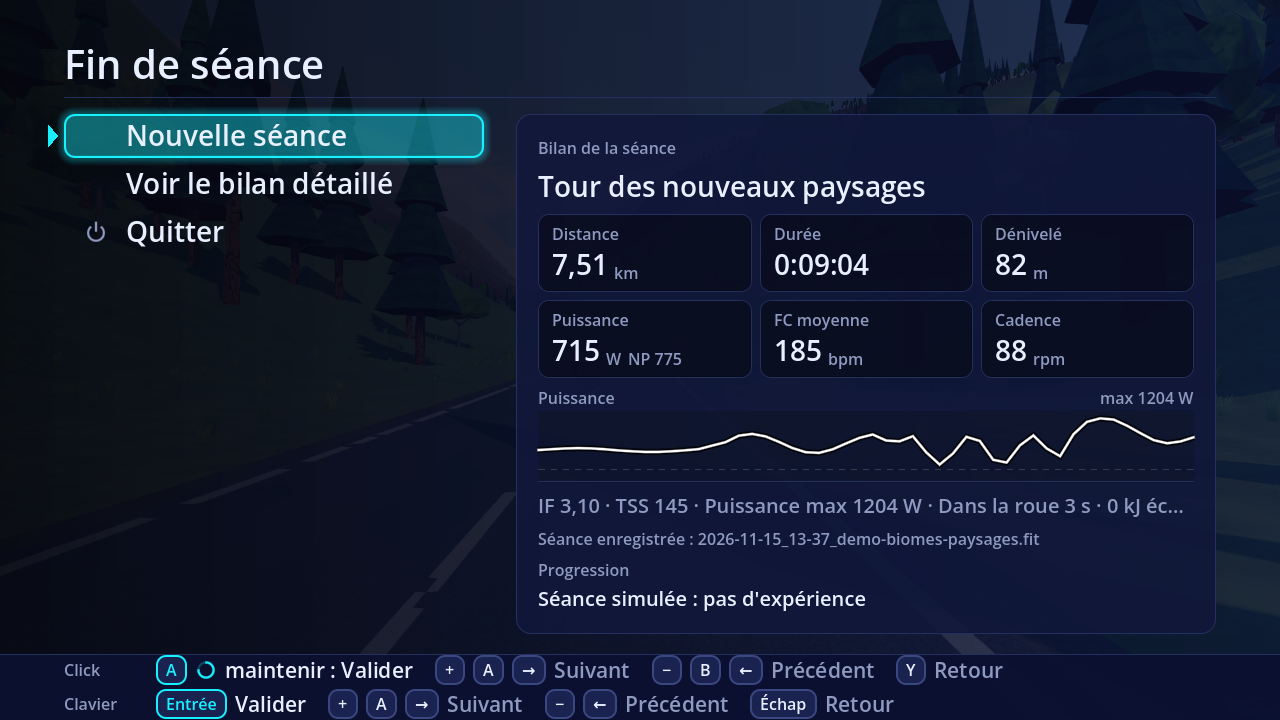 Fin de séance
Nouvelle séance
Voir le bilan détaillé
Quitter
Bilan de la séance
Tour des nouveaux paysages
Distance
7,51 km
Durée
0:09:04
Dénivelé
82 m
Puissance
715 W NP 775
FC moyenne
185 bpm
Cadence
88 rpm
Puissance max 1204 W
IF 3,10 · TSS 145 · Puissance max 1204 W · Dans la roue 3 s · 0 kJ éc...
Séance enregistrée : 2026-11-15_13-37_demo-biomes-paysages.fit
Progression
Séance simulée : pas d'expérience
Click A maintenir : Valider + A → Suivant − B ← Précédent Y Retour
Clavier Entrée Valider + A → Suivant − ← Précédent Échap Retour